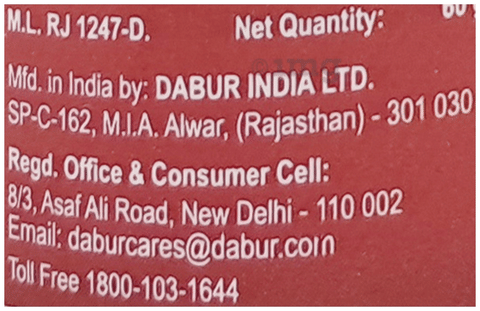 M.L. RJ 1247-D. Net Quantity: 60
Mfd. in India by: DABUR INDIA LTD.
SP-C-162, M.I.A. Alwar, (Rajasthan) - 301 030
Regd. Office & Consumer Cell:
8/3, Asaf Ali Road, New Delhi - 110 002
Email: daburcares@dabur.com
Toll Free 1800-103-1644